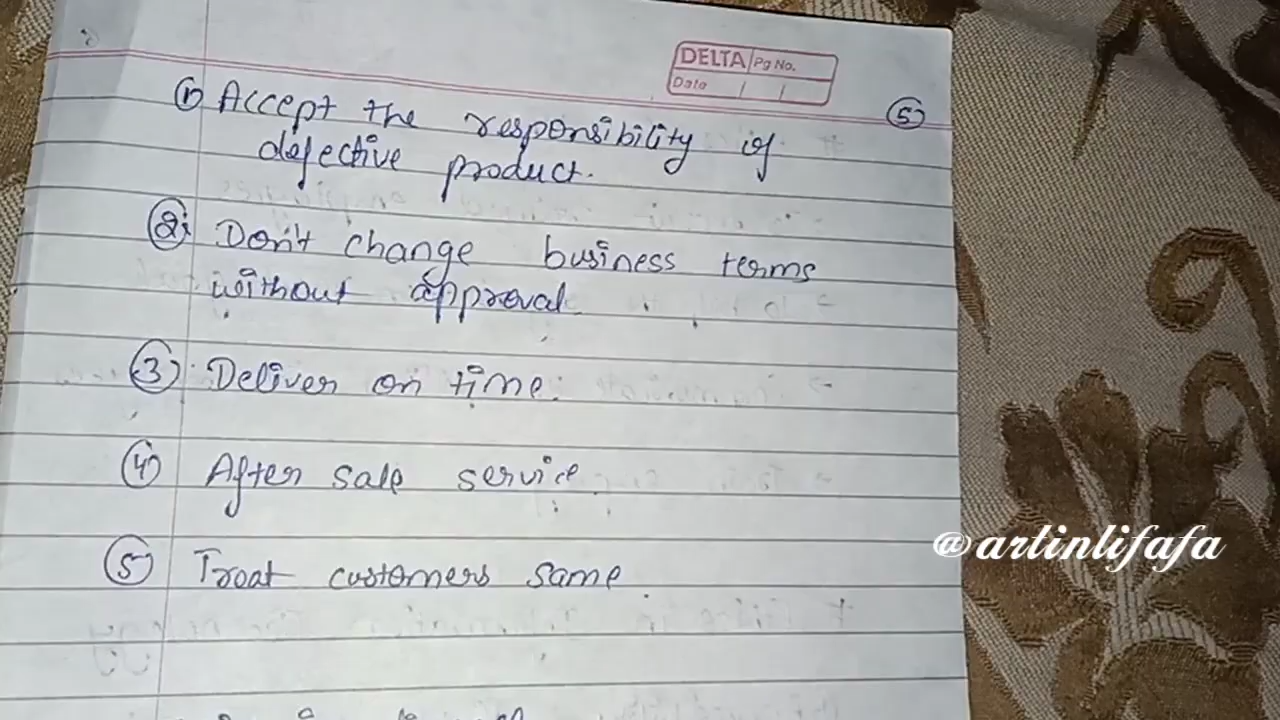 DELTA Pg No.
Date / /
(5)
(1) Accept the responsibility of
defective product.
(2) Don't change business terms
without approval.
(3) Deliver on time.
(4) After sale service.
(5) Treat customers same
@artinlifafa